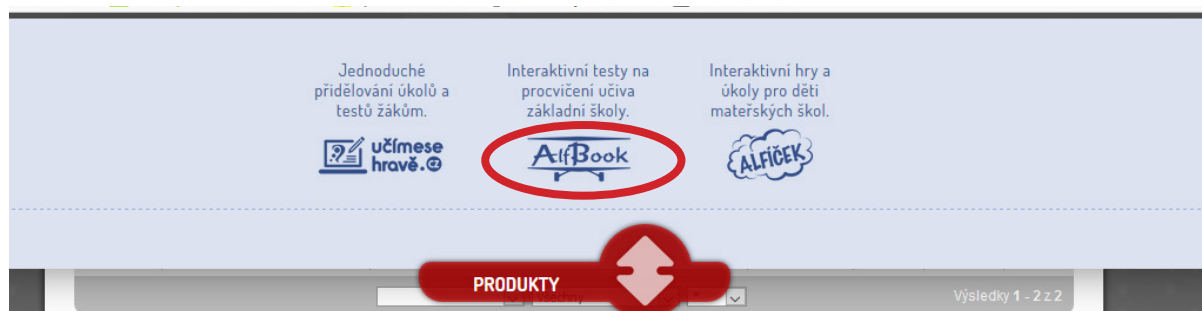 Jednoduché
přidělování úkolů a
testů žákům.
učímese
hravě.cz
Interaktivní testy na
procvičení učiva
základní školy.
AlfBook
Interaktivní hry a
úkoly pro děti
mateřských škol.
ALFÍČEK
PRODUKTY
Všechny
Výsledky 1 - 2 z 2